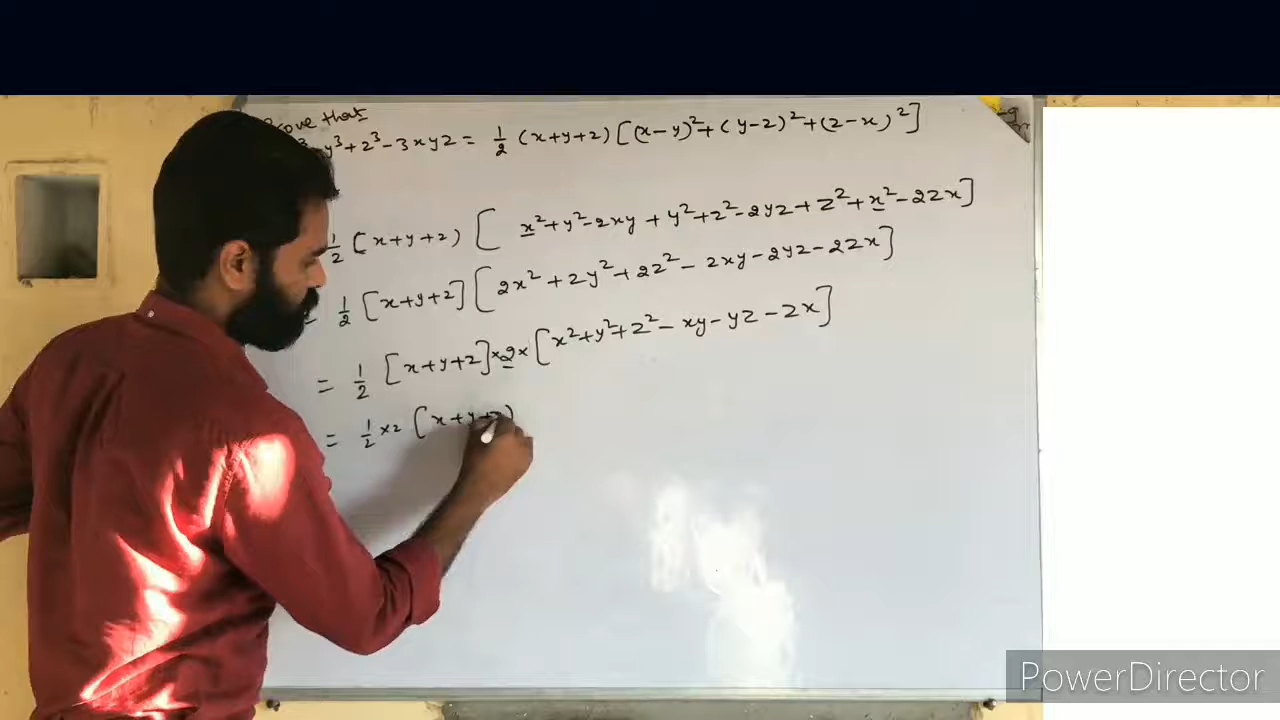 Prove that
y³ + z³ - 3xyz = 1/2 (x+y+z) [(x-y)² + (y-z)² + (z-x)²]
1/2 [x+y+z) [x² + y² - 2xy + y² + z² - 2yz + z² + x² - 2zx]
= 1/2 [x+y+z] [2x² + 2y² + 2z² - 2xy - 2yz - 2zx]
= 1/2 [x+y+z] × 2 × [x² + y² + z² - xy - yz - zx]
= 1/2 × 2 (x+y+z)
PowerDirector